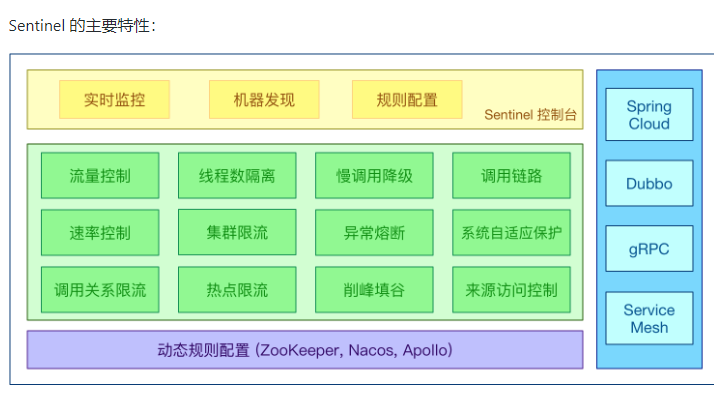 Sentinel 的主要特性：
实时监控
机器发现
规则配置
Sentinel 控制台
流量控制
线程数隔离
慢调用降级
调用链路
速率控制
集群限流
异常熔断
系统自适应保护
调用关系限流
热点限流
削峰填谷
来源访问控制
动态规则配置 (ZooKeeper, Nacos, Apollo)
Spring
Cloud
Dubbo
gRPC
Service
Mesh